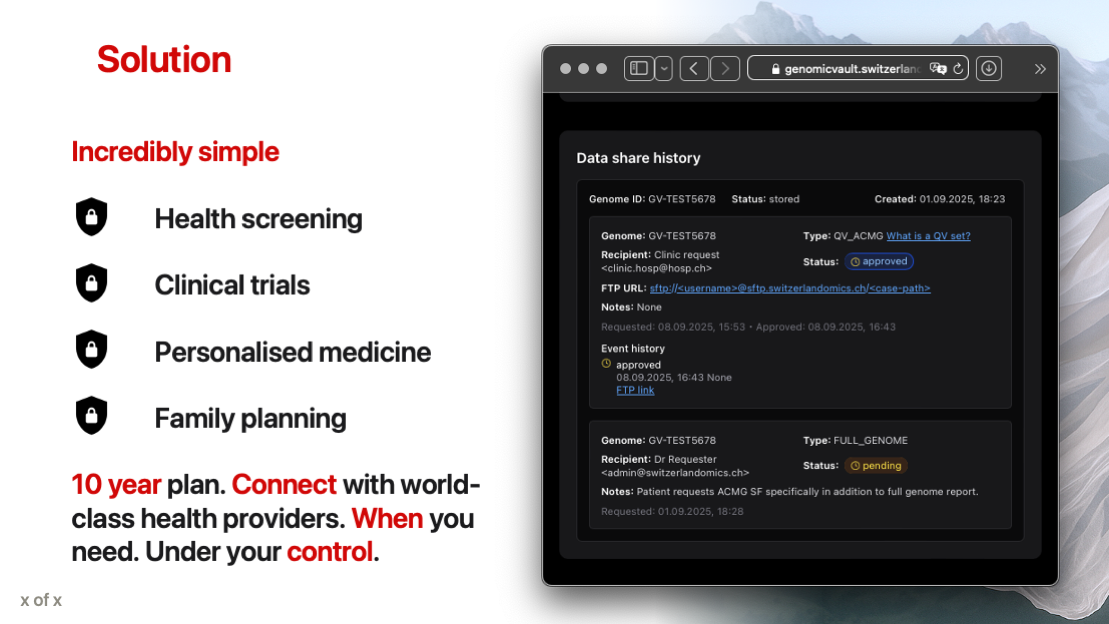 Solution
Incredibly simple
Health screening
Clinical trials
Personalised medicine
Family planning
10 year plan. Connect with world-
class health providers. When you
need. Under your control.
x of x
genomicvault.switzerlan
Data share history
Genome ID: GV-TEST5678 Status: stored Created: 01.09.2025, 18:23
Genome: GV-TEST5678 Type: QV_ACMG What is a QV set?
Recipient: Clinic request
<clinic.hosp@hosp.ch>
Status: approved
FTP URL: sftp://<username>@sftp.switzerlandomics.ch/<case-path>
Notes: None
Requested: 08.09.2025, 15:53 • Approved: 08.09.2025, 16:43
Event history
approved
08.09.2025, 16:43 None
FTP link
Genome: GV-TEST5678 Type: FULL_GENOME
Recipient: Dr Requester
<admin@switzerlandomics.ch>
Status: pending
Notes: Patient requests ACMG SF specifically in addition to full genome report.
Requested: 01.09.2025, 18:28